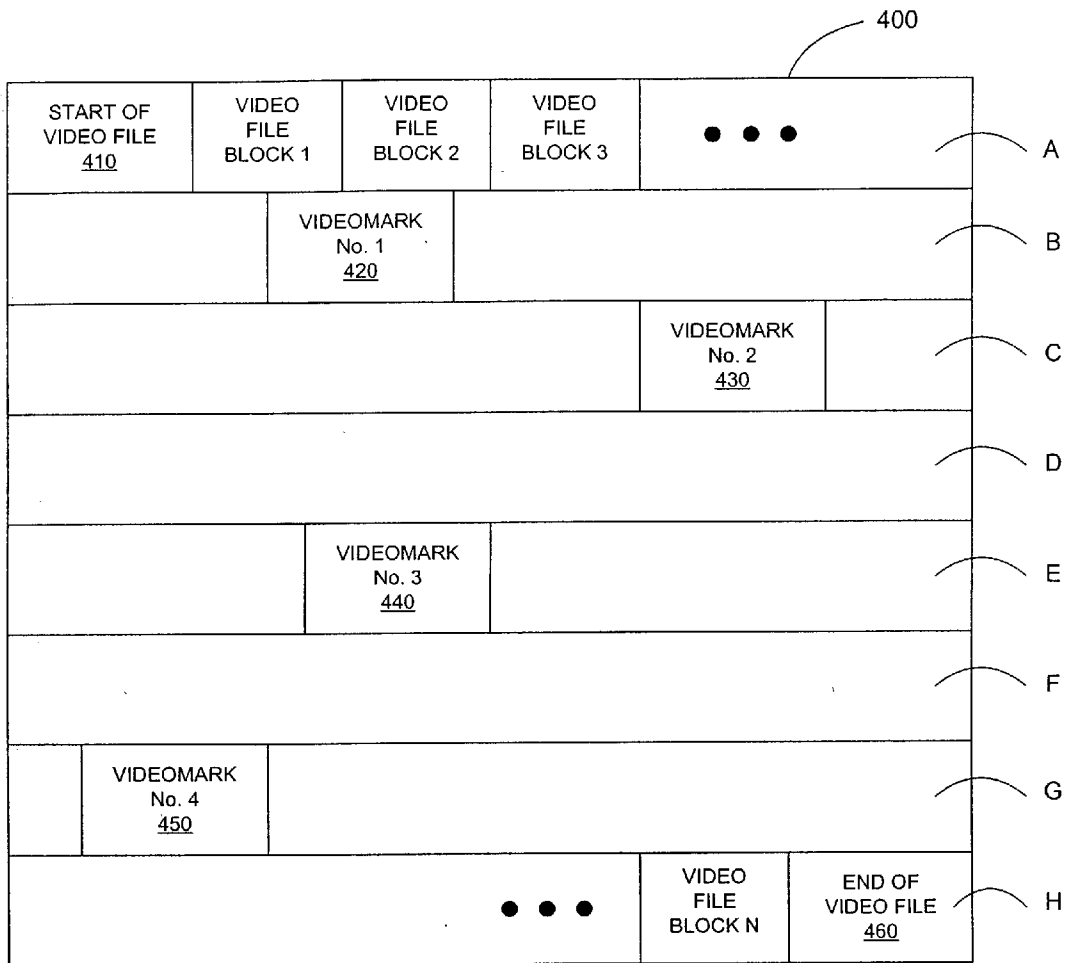 400
START OF
VIDEO FILE
410
VIDEO
FILE
BLOCK 1
VIDEO
FILE
BLOCK 2
VIDEO
FILE
BLOCK 3
A
VIDEOMARK
No. 1
420
B
VIDEOMARK
No. 2
430
C
D
VIDEOMARK
No. 3
440
E
F
VIDEOMARK
No. 4
450
G
VIDEO
FILE
BLOCK N
END OF
VIDEO FILE
460
H